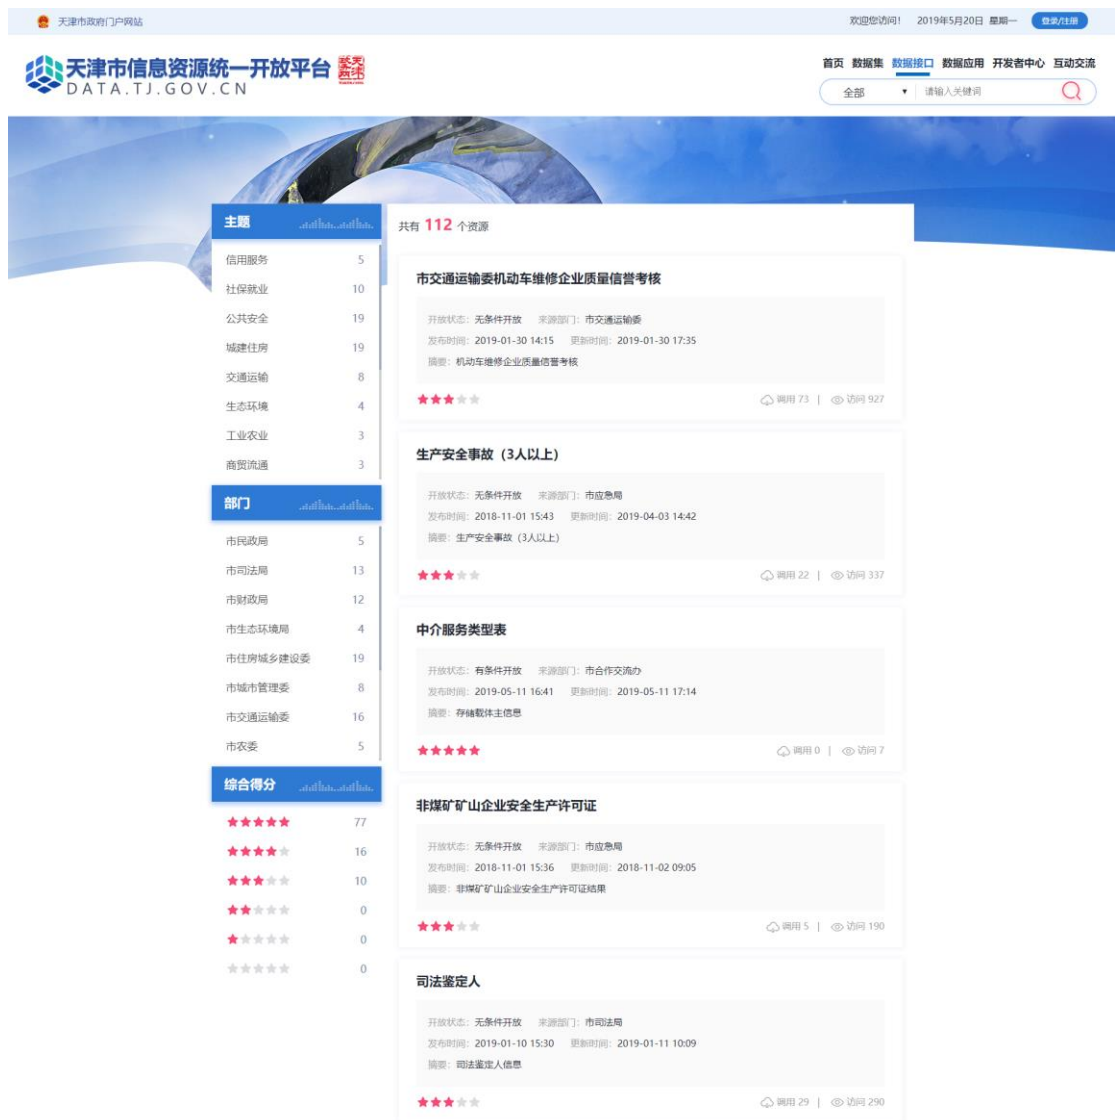 天津市政府门户网站
欢迎您访问! 2019年5月20日 星期一 登录/注册
天津市信息资源统一开放平台
DATA.TJ.GOV.CN
首页 数据集 数据接口 数据应用 开发者中心 互动交流
全部 请输入关键词
主题
信用服务 5
社保就业 10
公共安全 19
城建住房 19
交通运输 8
生态环境 4
工业农业 3
商贸流通 3
部门
市民政局 5
市司法局 13
市财政局 12
市生态环境局 4
市住房城乡建设委 19
市城市管理委 8
市交通运输委 16
市农委 5
综合得分
77
16
10
0
0
0
共有 112 个资源
市交通运输委机动车维修企业质量信誉考核
开放状态: 无条件开放 来源部门: 市交通运输委
发布时间: 2019-01-30 14:15 更新时间: 2019-01-30 17:35
摘要: 机动车维修企业质量信誉考核
调用 73 | 访问 927
生产安全事故（3人以上）
开放状态: 无条件开放 来源部门: 市应急局
发布时间: 2018-11-01 15:43 更新时间: 2019-04-03 14:42
摘要: 生产安全事故（3人以上）
调用 22 | 访问 337
中介服务类型表
开放状态: 有条件开放 来源部门: 市合作交流办
发布时间: 2019-05-11 16:41 更新时间: 2019-05-11 17:14
摘要: 存储载体主信息
调用 0 | 访问 7
非煤矿矿山企业安全生产许可证
开放状态: 无条件开放 来源部门: 市应急局
发布时间: 2018-11-01 15:36 更新时间: 2018-11-02 09:05
摘要: 非煤矿矿山企业安全生产许可证结果
调用 5 | 访问 190
司法鉴定人
开放状态: 无条件开放 来源部门: 市司法局
发布时间: 2019-01-10 15:30 更新时间: 2019-01-11 10:09
摘要: 司法鉴定人信息
调用 29 | 访问 290